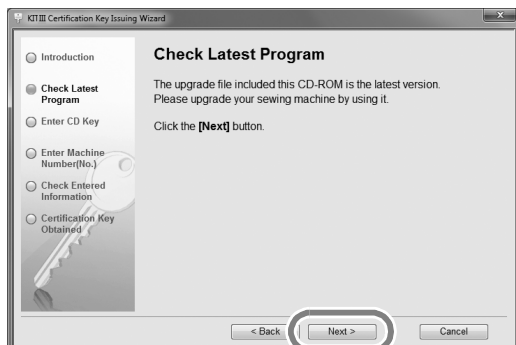 KIT III Certification Key Issuing Wizard
x
Introduction
Check Latest
Program
Enter CD Key
Enter Machine
Number(No.)
Check Entered
Information
Certification Key
Obtained
Check Latest Program
The upgrade file included this CD-ROM is the latest version.
Please upgrade your sewing machine by using it.
Click the [Next] button.
< Back
Next >
Cancel